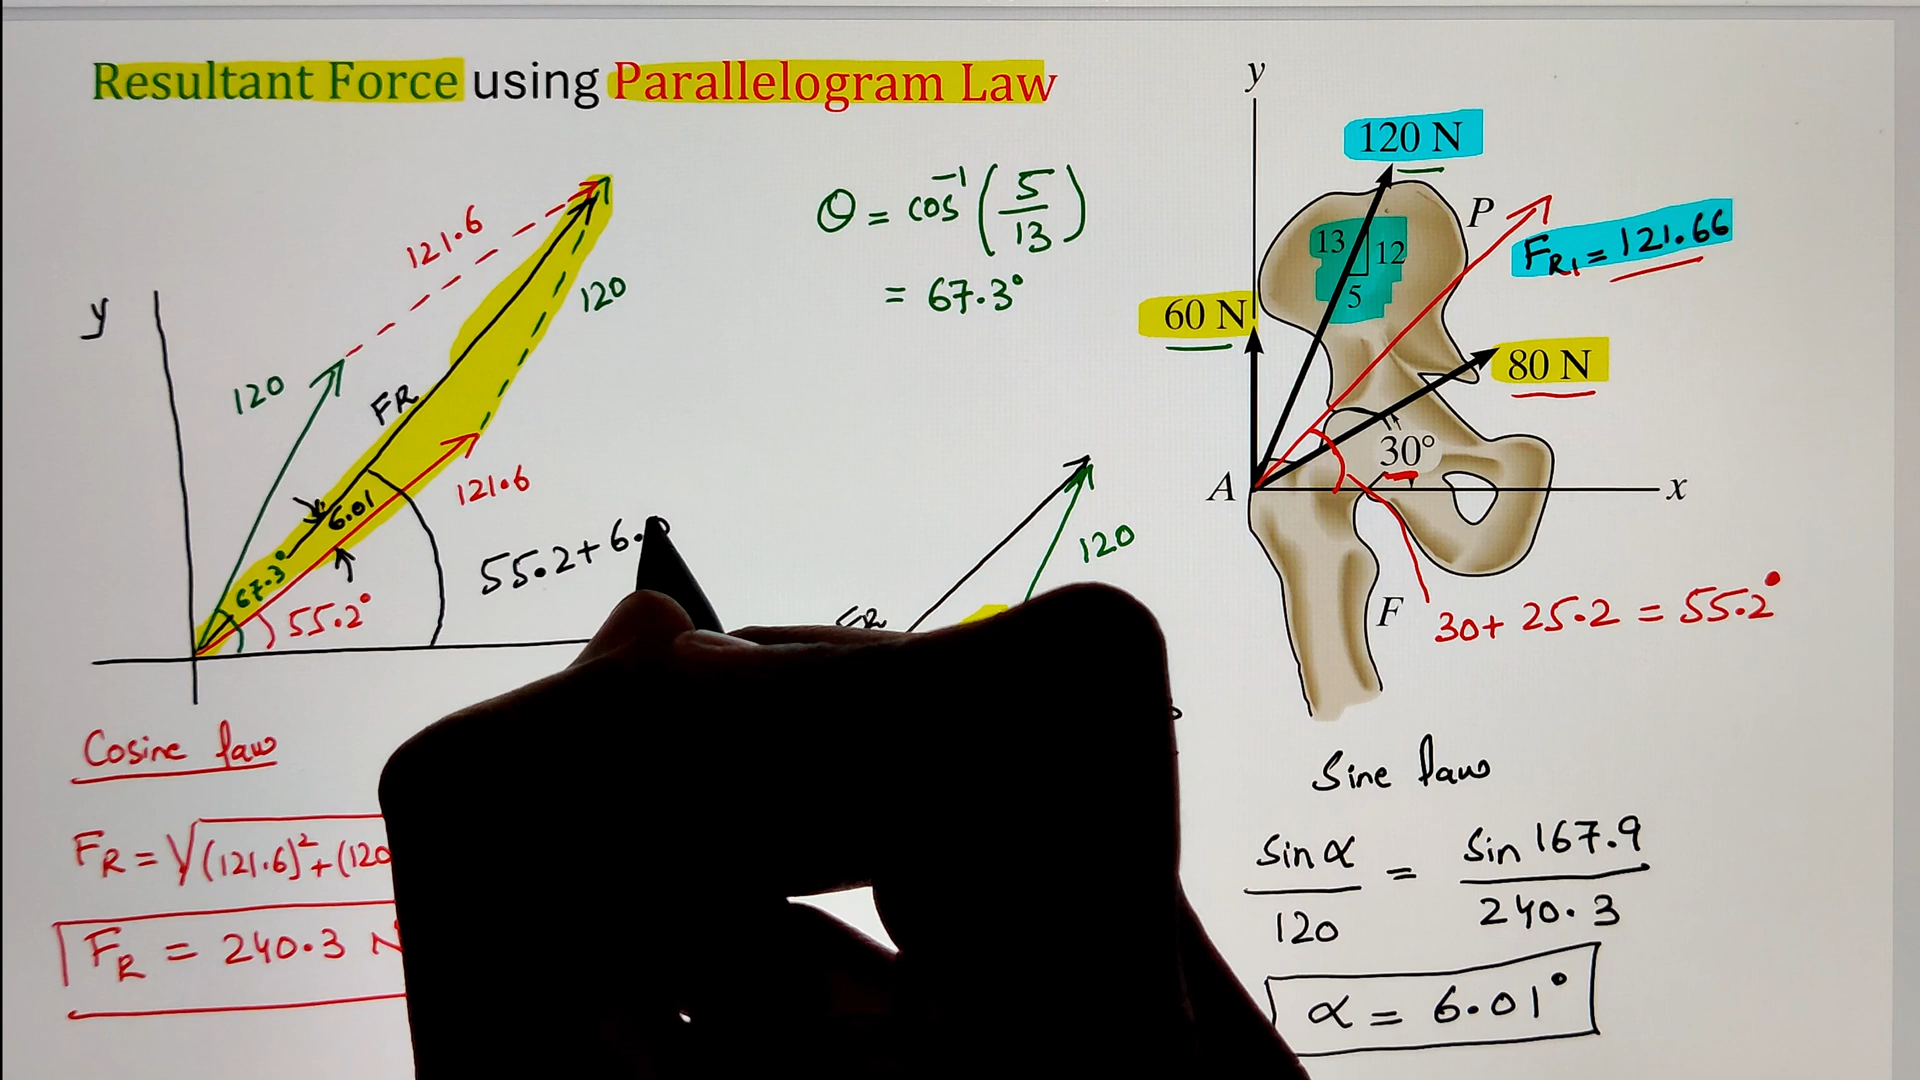 Resultant Force using Parallelogram Law
y
121.6
120
120
FR
6.01
121.6
67.3°
55.2°
55.2+6.
θ = cos⁻¹(5/13)
= 67.3°
120
FR
y
120 N
P
FR1 = 121.66
13
12
5
60 N
80 N
30°
A
x
F
30+ 25.2 = 55.2°
Cosine law
FR = √(121.6)²+(120
FR = 240.3 N
Sine law
Sin α / 120 = Sin 167.9 / 240.3
α = 6.01°